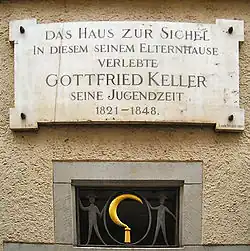 DAS HAUS ZUR SICHEL
IN DIESEM SEINEM ELTERNHAUSE
VERLEBTE
GOTTFRIED KELLER
SEINE JUGENDZEIT
1821–1848.